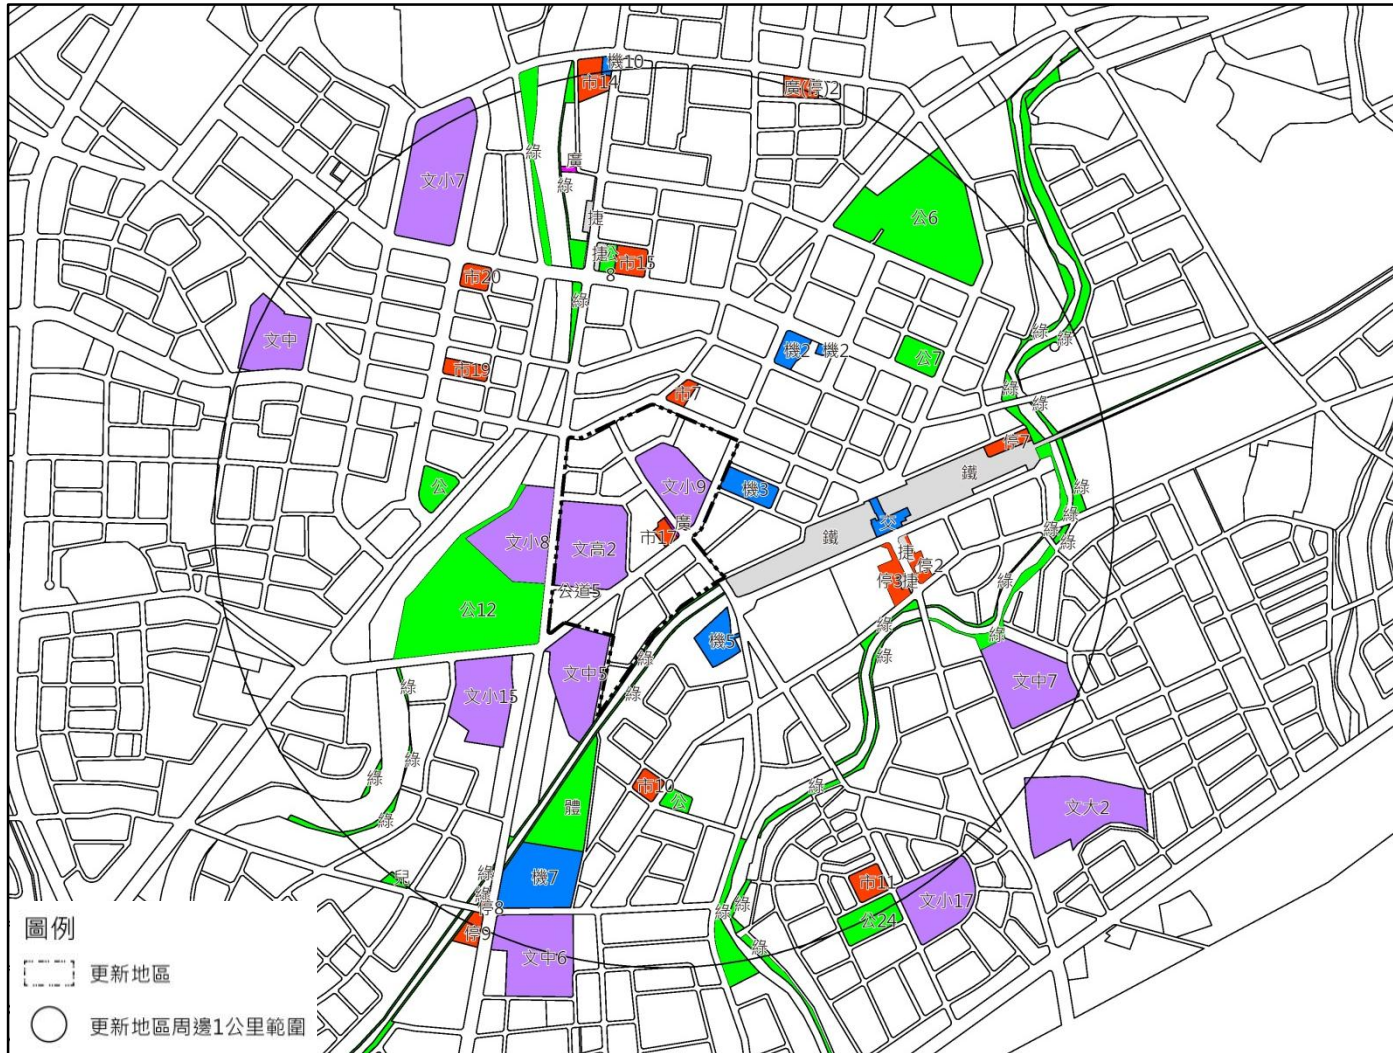 機10
市14
廣(停)2
綠
廣
文小7
綠
公6
捷
捷
公
8
市15
市20
綠
文中
綠
綠
機2
機2
公7
市19
綠
市7
綠
停7
鐵
公
文小9
機3
綠
廣
交
市17
文小8
文高2
鐵
綠
綠
綠
捷
停2
公道5
停3
捷
綠
公12
綠
綠
機5
綠
綠
文中5
綠
文中7
文小15
綠
綠
綠
綠
綠
市10
公
體
文大2
綠
兒
綠
機7
市11
綠
停8
綠
綠
文小17
公24
停9
綠
文中6
圖例
更新地區
更新地區周邊1公里範圍